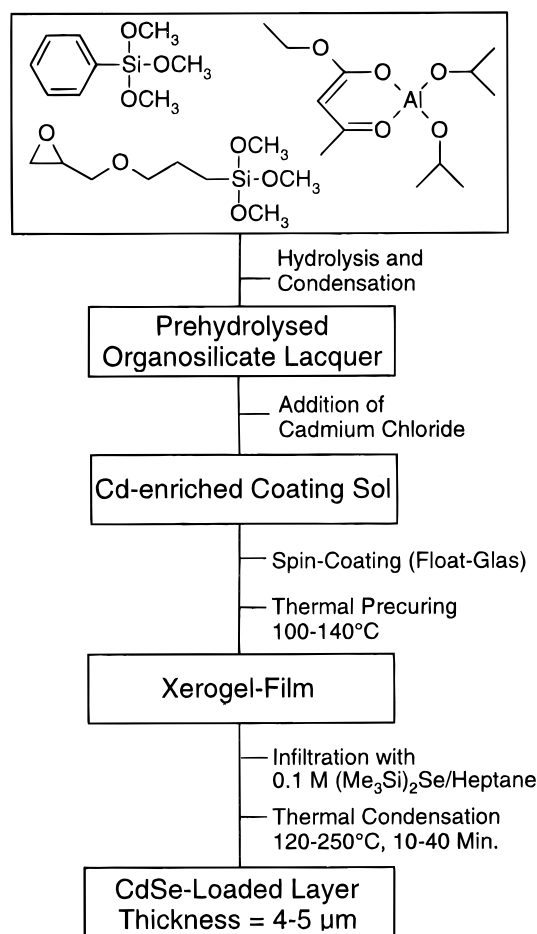 OCH₃
Si-OCH₃
OCH₃
O
O
O
Al
O
O
O
O
OCH₃
Si-OCH₃
OCH₃
Hydrolysis and
Condensation
Prehydrolysed
Organosilicate Lacquer
Addition of
Cadmium Chloride
Cd-enriched Coating Sol
Spin-Coating (Float-Glas)
Thermal Precuring
100-140°C
Xerogel-Film
Infiltration with
0.1 M (Me₃Si)₂Se/Heptane
Thermal Condensation
120-250°C, 10-40 Min.
CdSe-Loaded Layer
Thickness = 4-5 µm